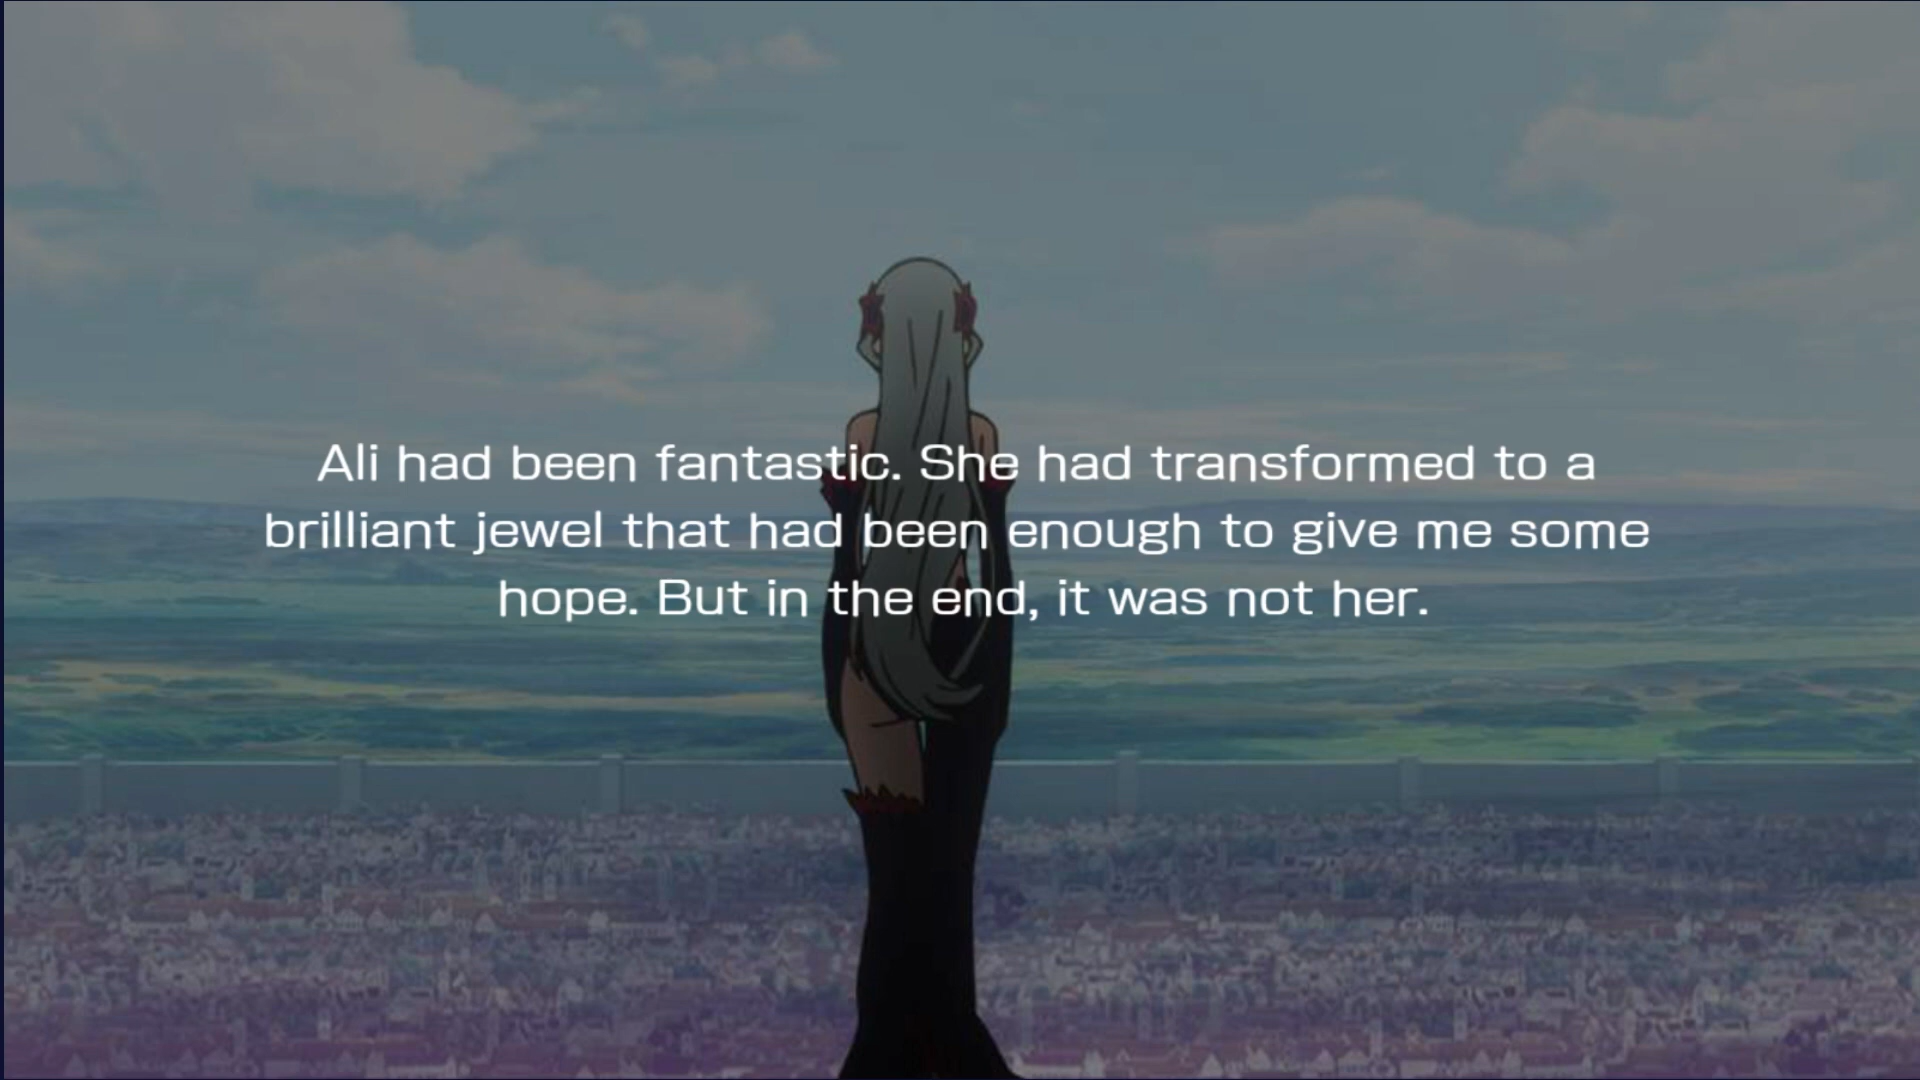 Ali had been fantastic. She had transformed to a
brilliant jewel that had been enough to give me some
hope. But in the end, it was not her.